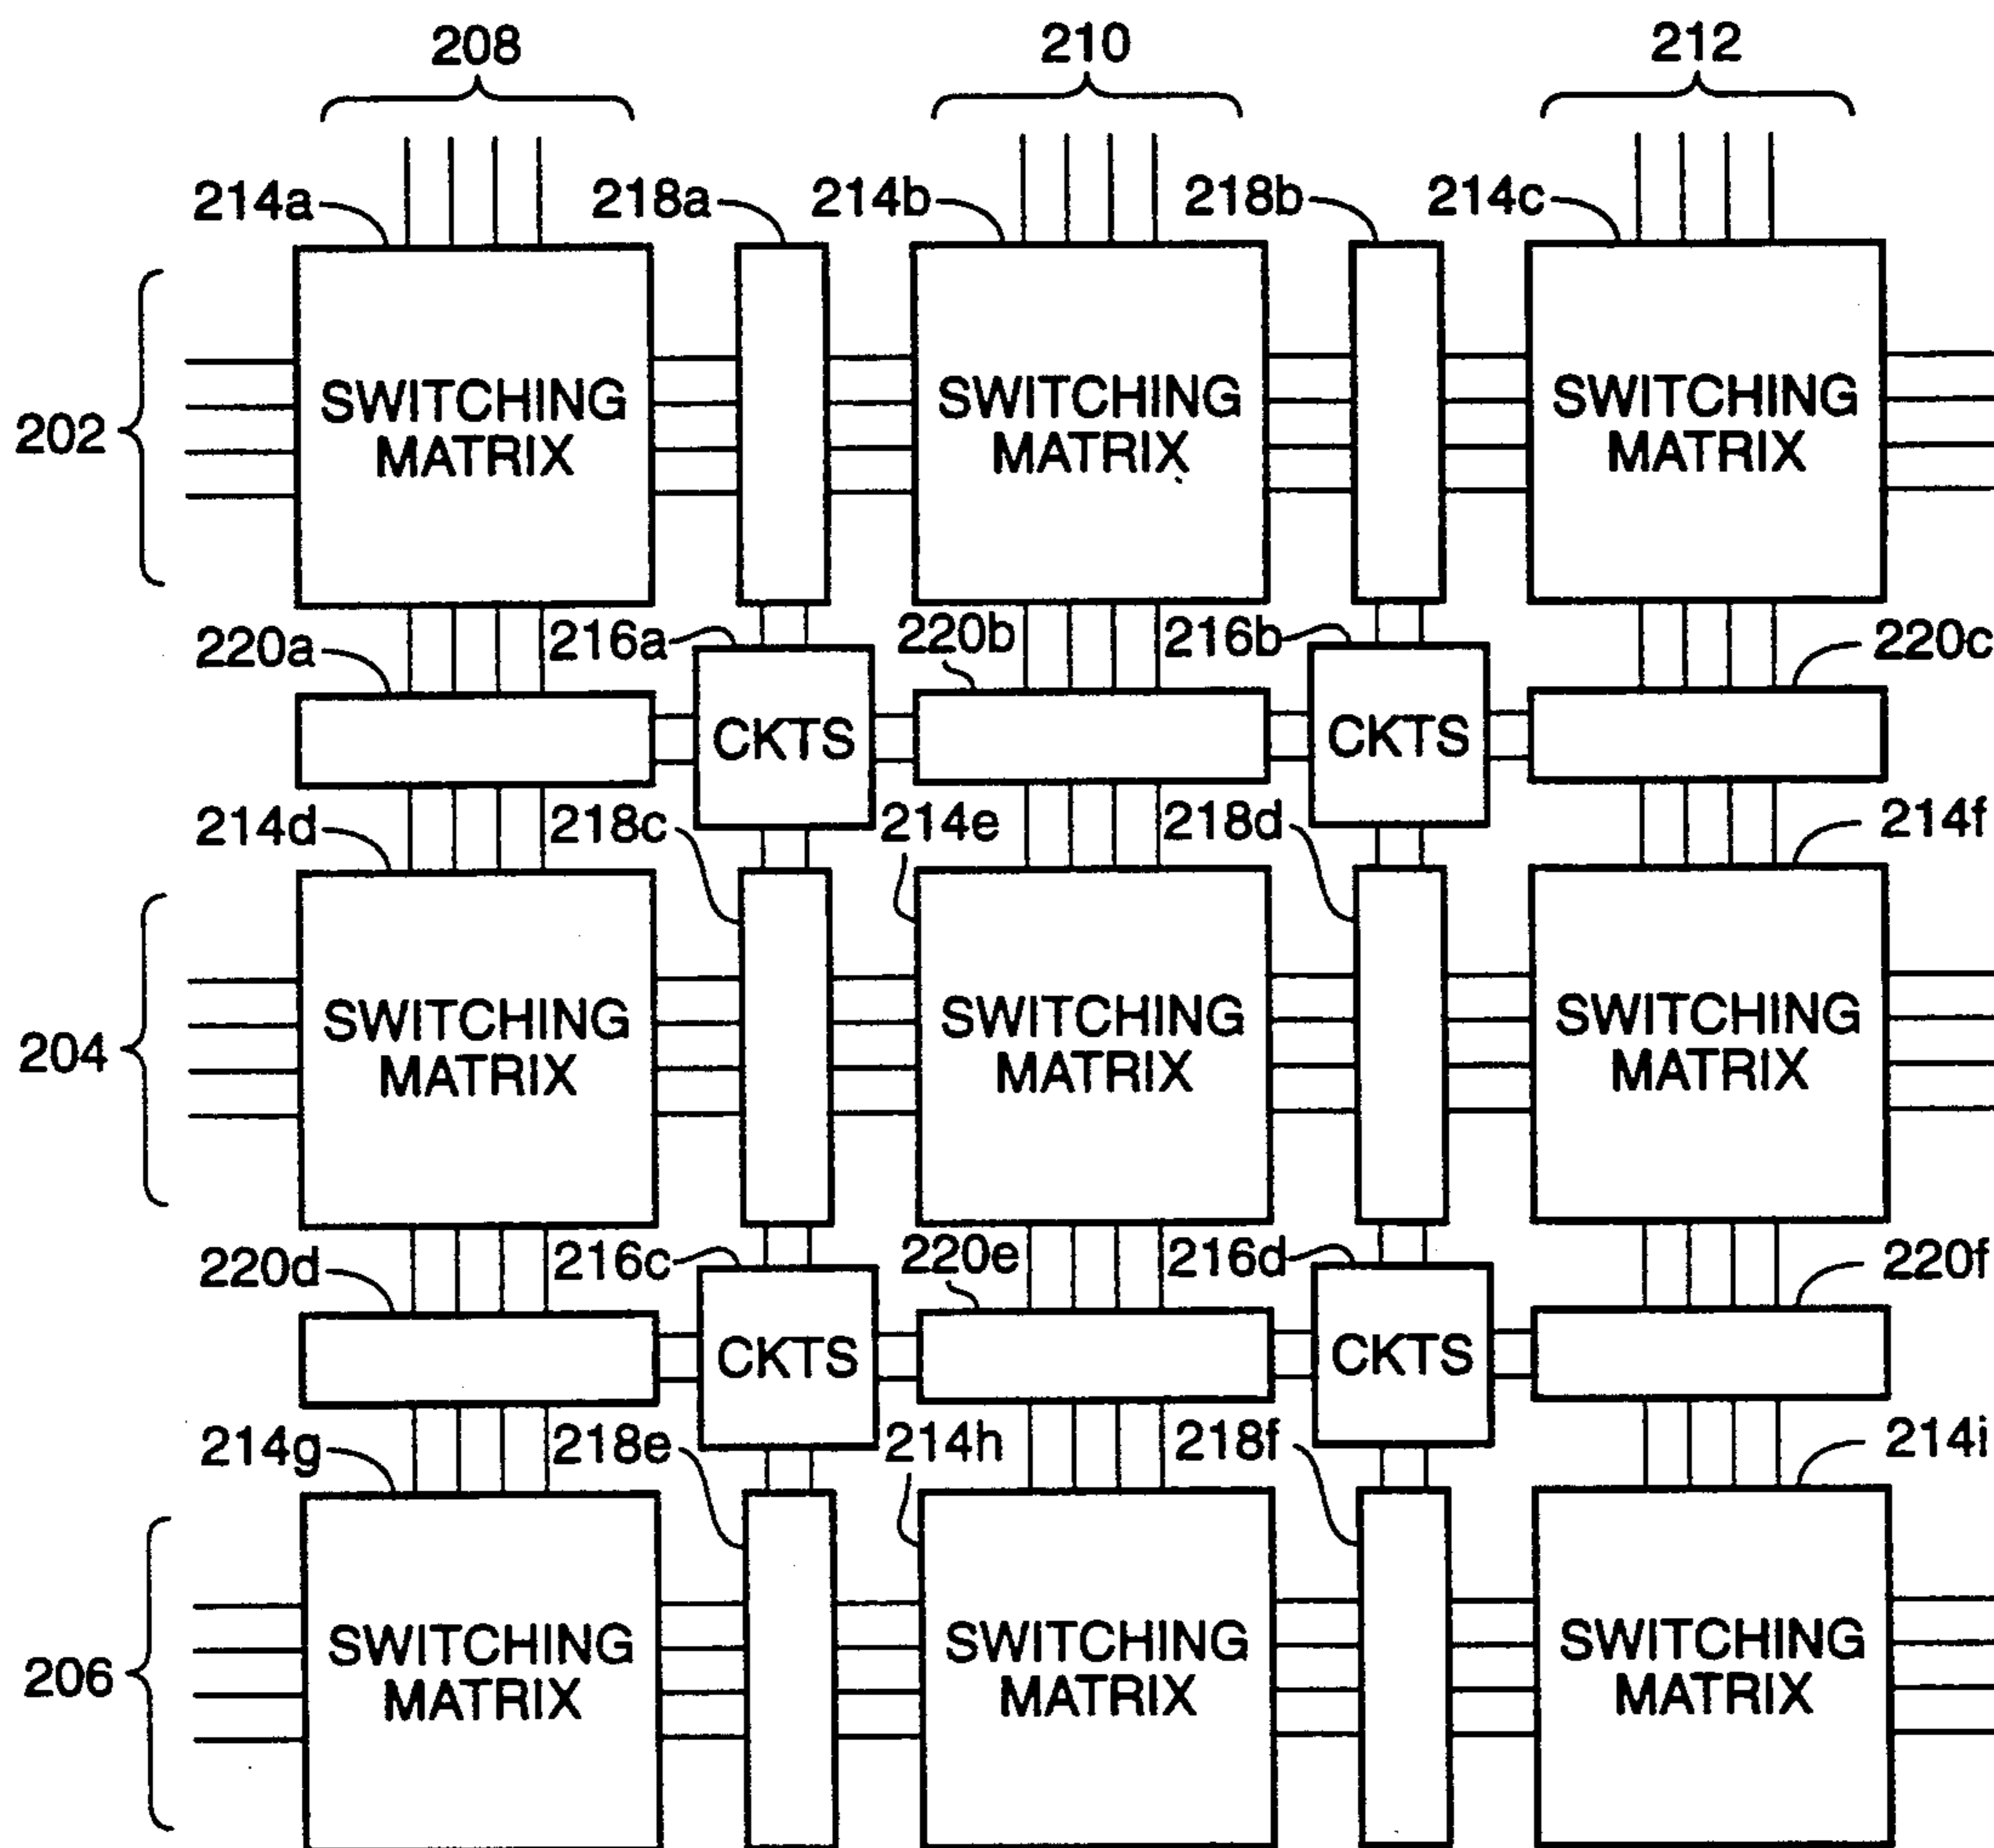 208 210 212
214a 218a 214b 218b 214c
202 SWITCHING MATRIX SWITCHING MATRIX SWITCHING MATRIX
220a 216a 220b 216b 220c
CKTS CKTS
214d 218c 214e 218d 214f
204 SWITCHING MATRIX SWITCHING MATRIX SWITCHING MATRIX
220d 216c 220e 216d 220f
CKTS CKTS
214g 218e 214h 218f 214i
206 SWITCHING MATRIX SWITCHING MATRIX SWITCHING MATRIX